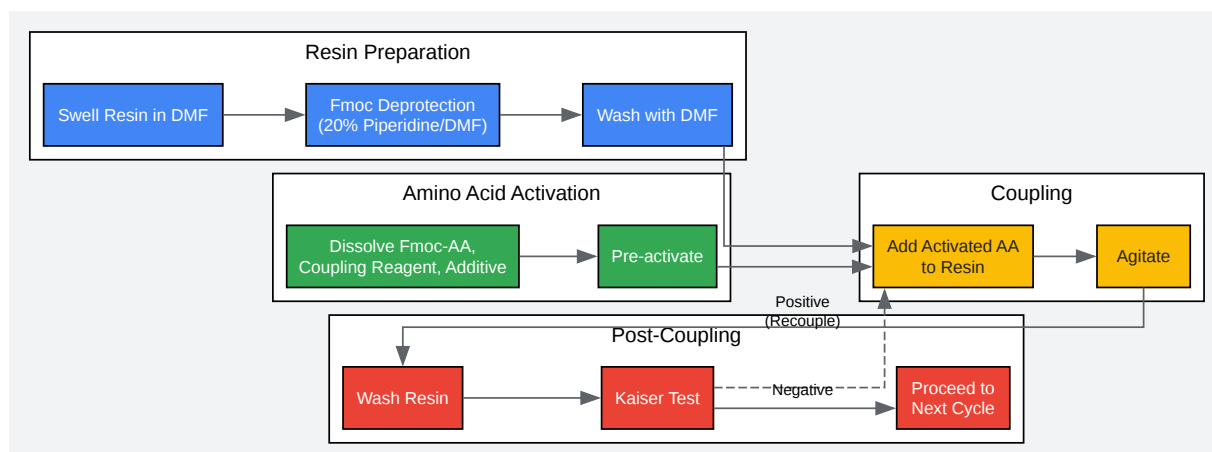 Resin Preparation
Swell Resin in DMF
Fmoc Deprotection
(20% Piperidine/DMF)
Wash with DMF
Amino Acid Activation
Dissolve Fmoc-AA,
Coupling Reagent, Additive
Pre-activate
Coupling
Add Activated AA
to Resin
Agitate
Positive
(Recouple)
Post-Coupling
Wash Resin
Kaiser Test
Negative
Proceed to
Next Cycle